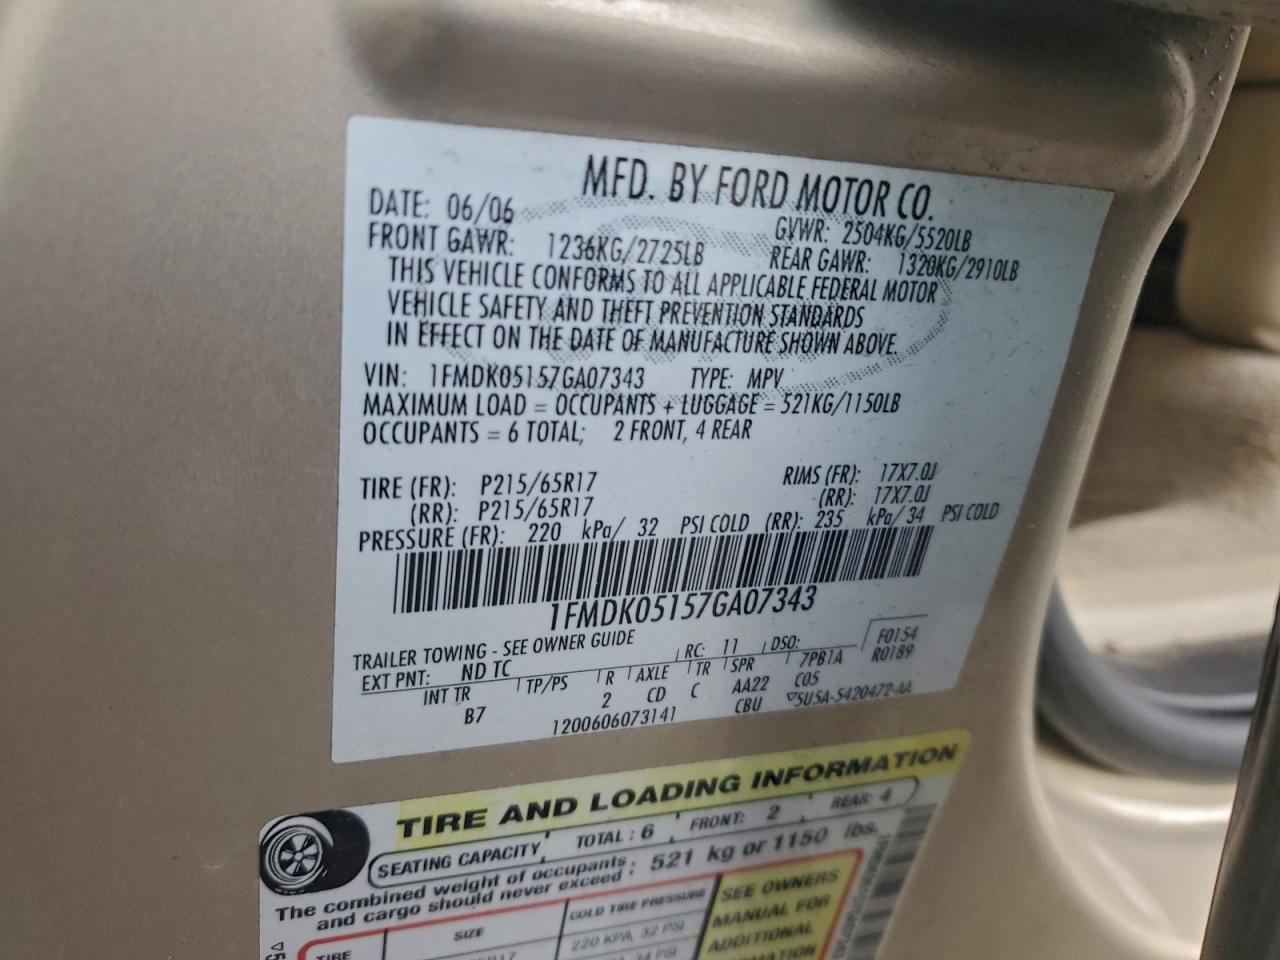 MFD. BY FORD MOTOR CO.
DATE: 06/06 GVWR: 2504KG/5520LB
FRONT GAWR: 1236KG/2725LB REAR GAWR: 1320KG/2910LB
THIS VEHICLE CONFORMS TO ALL APPLICABLE FEDERAL MOTOR
VEHICLE SAFETY AND THEFT PREVENTION STANDARDS
IN EFFECT ON THE DATE OF MANUFACTURE SHOWN ABOVE.
VIN: 1FMDK05157GA07343 TYPE: MPV
MAXIMUM LOAD = OCCUPANTS + LUGGAGE = 521KG/1150LB
OCCUPANTS = 6 TOTAL; 2 FRONT, 4 REAR
TIRE (FR): P215/65R17 RIMS (FR): 17X7.0J
(RR): P215/65R17 (RR): 17X7.0J
PRESSURE (FR): 220 kPa/ 32 PSI COLD (RR): 235 kPa/ 34 PSI COLD
1FMDK05157GA07343
TRAILER TOWING - SEE OWNER GUIDE
EXT PNT: ND TC RC: 11 DSO: F0154
INT TR TP/PS R AXLE TR SPR 7PB1A R0189
B7 2 CD C AA22 C05
1200606073141 CBU 5U5A-5420472-AA
TIRE AND LOADING INFORMATION
SEATING CAPACITY TOTAL : 6 FRONT: 2 REAR: 4
The combined weight of occupants : 521 kg or 1150 lbs.
and cargo should never exceed :
TIRE SIZE COLD TIRE PRESSURE SEE OWNERS
220 KPA, 32 PSI MANUAL FOR
34 PSI ADDITIONAL